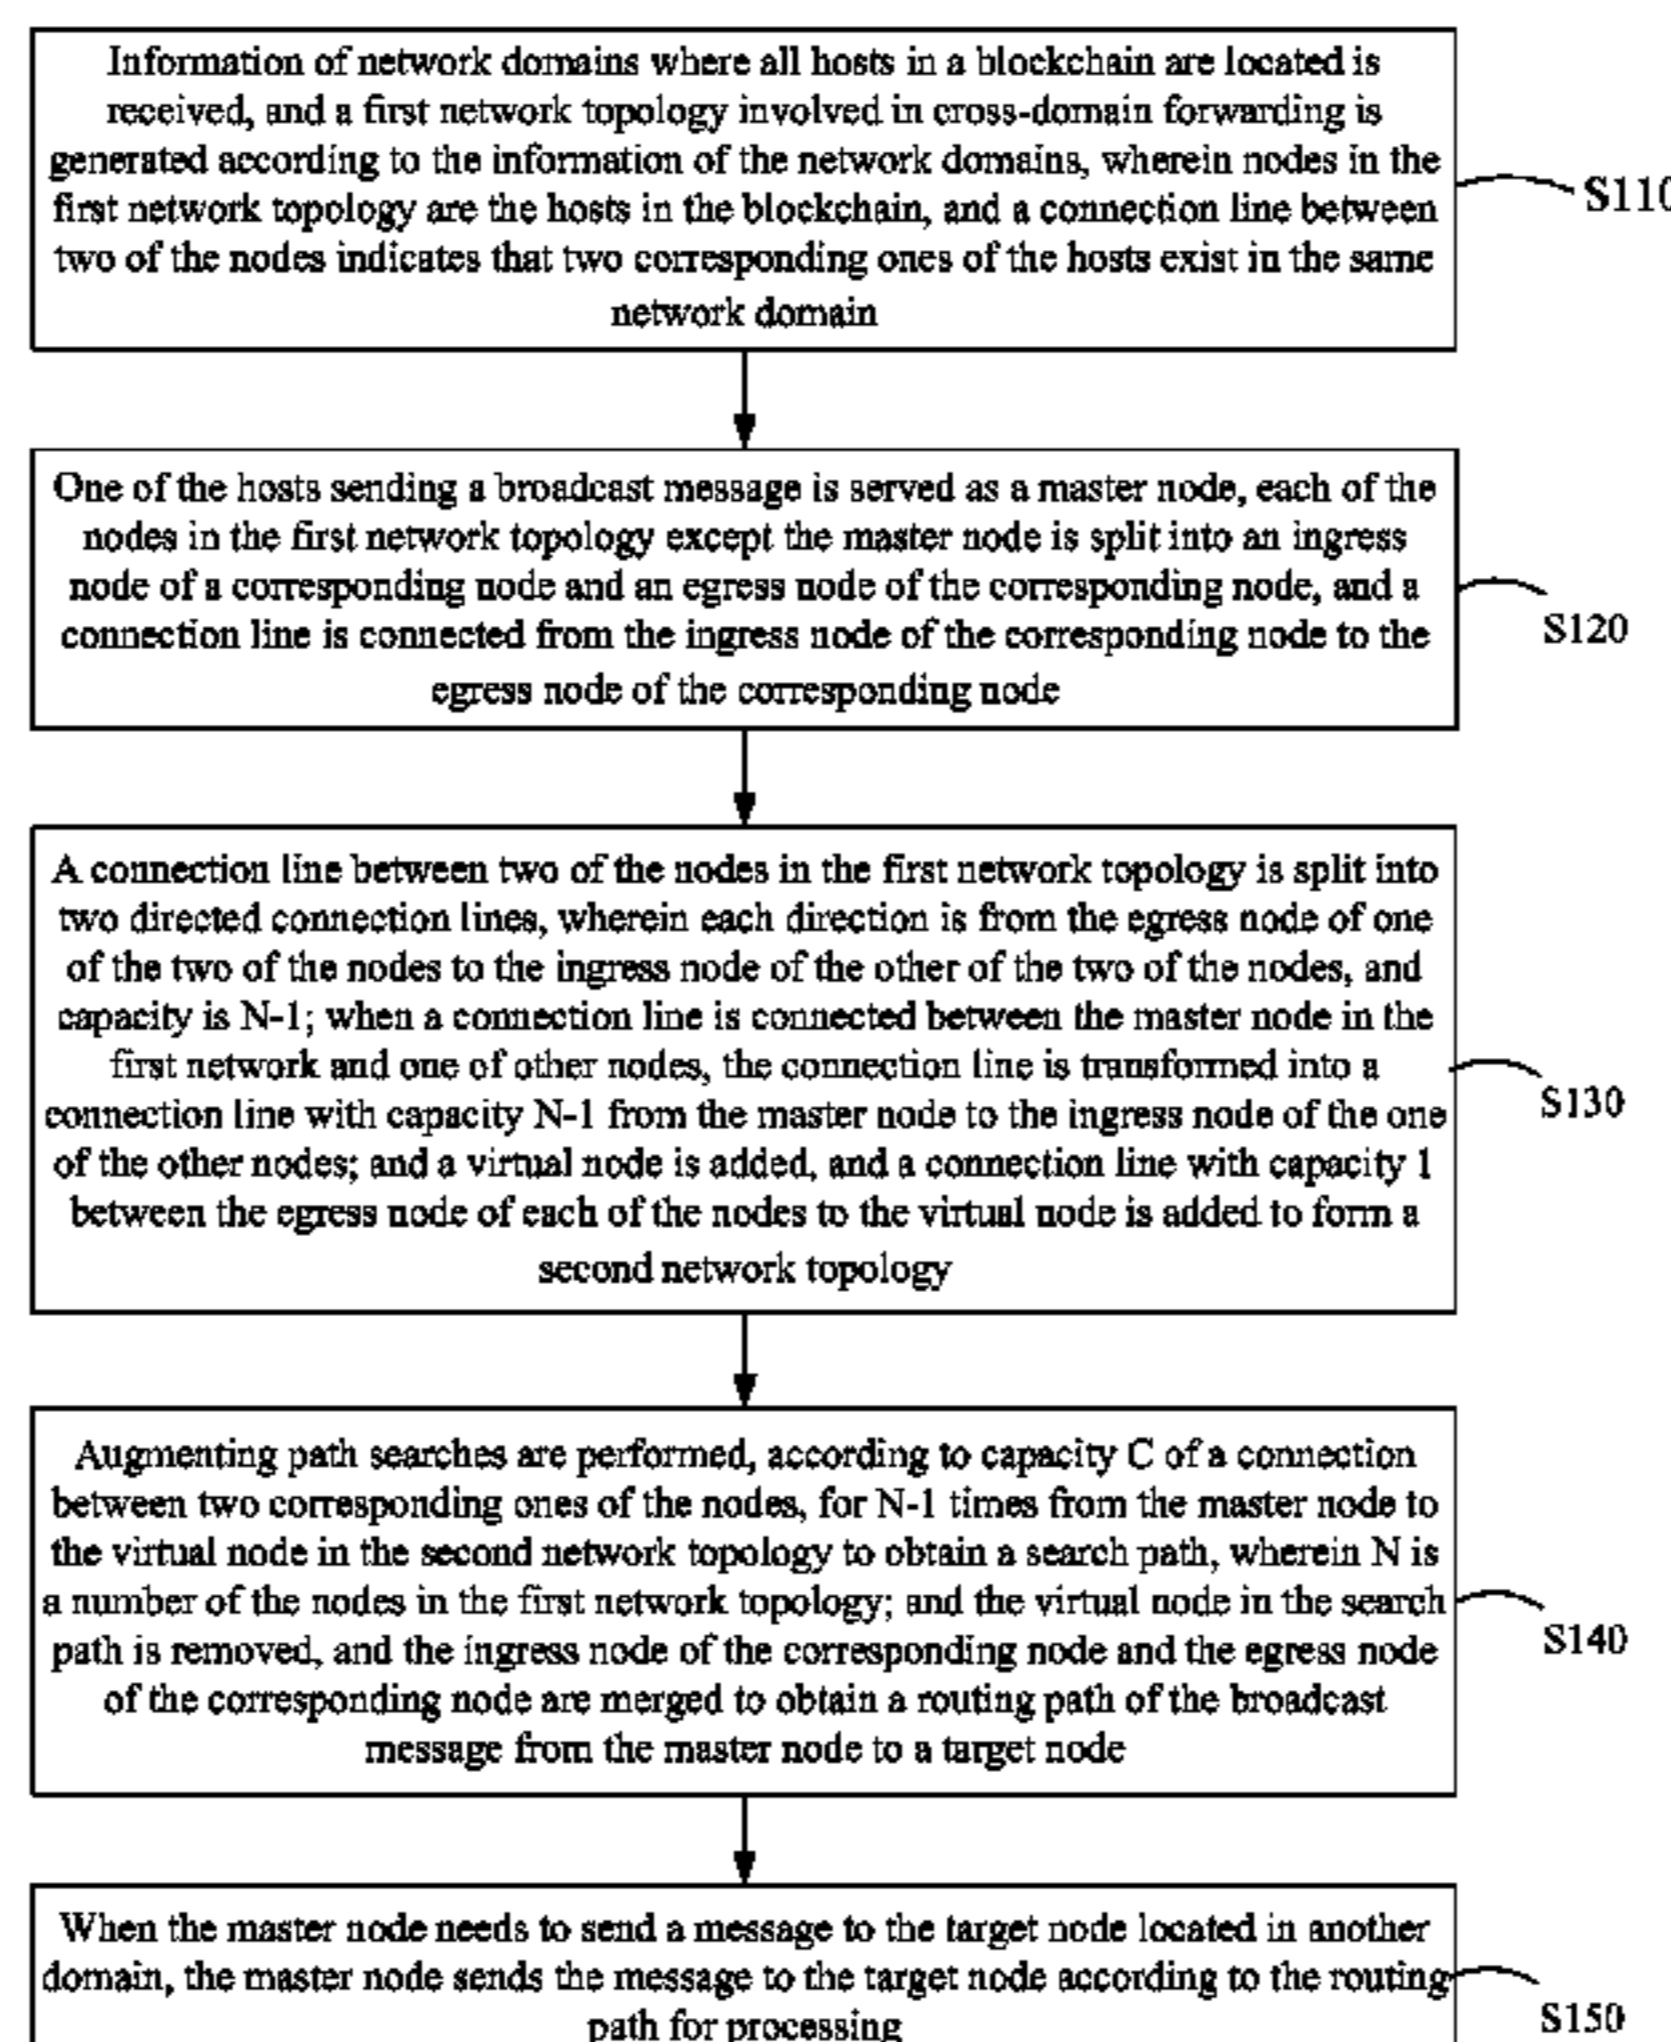 Information of network domains where all hosts in a blockchain are located is
received, and a first network topology involved in cross-domain forwarding is
generated according to the information of the network domains, wherein nodes in the
first network topology are the hosts in the blockchain, and a connection line between
two of the nodes indicates that two corresponding ones of the hosts exist in the same
network domain
S110
One of the hosts sending a broadcast message is served as a master node, each of the
nodes in the first network topology except the master node is split into an ingress
node of a corresponding node and an egress node of the corresponding node, and a
connection line is connected from the ingress node of the corresponding node to the
egress node of the corresponding node
S120
A connection line between two of the nodes in the first network topology is split into
two directed connection lines, wherein each direction is from the egress node of one
of the two of the nodes to the ingress node of the other of the two of the nodes, and
capacity is N-1; when a connection line is connected between the master node in the
first network and one of other nodes, the connection line is transformed into a
connection line with capacity N-1 from the master node to the ingress node of the one
of the other nodes; and a virtual node is added, and a connection line with capacity 1
between the egress node of each of the nodes to the virtual node is added to form a
second network topology
S130
Augmenting path searches are performed, according to capacity C of a connection
between two corresponding ones of the nodes, for N-1 times from the master node to
the virtual node in the second network topology to obtain a search path, wherein N is
a number of the nodes in the first network topology; and the virtual node in the search
path is removed, and the ingress node of the corresponding node and the egress node
of the corresponding node are merged to obtain a routing path of the broadcast
message from the master node to a target node
S140
When the master node needs to send a message to the target node located in another
domain, the master node sends the message to the target node according to the routing
path for processing
S150